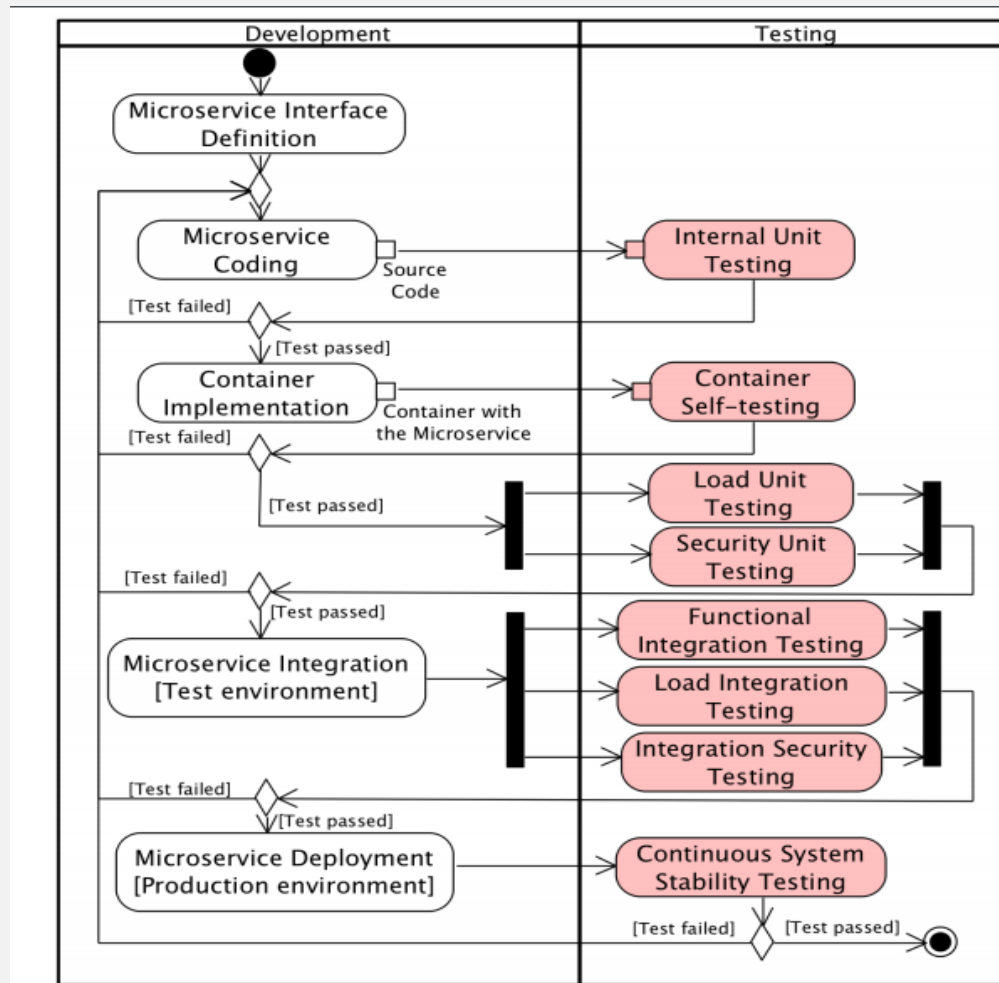 Development
Testing
Microservice Interface
Definition
Microservice
Coding
Source
Code
Internal Unit
Testing
[Test failed]
[Test passed]
Container
Implementation
Container with
the Microservice
Container
Self-testing
[Test failed]
[Test passed]
Load Unit
Testing
Security Unit
Testing
[Test failed]
[Test passed]
Functional
Integration Testing
Microservice Integration
[Test environment]
Load Integration
Testing
Integration Security
Testing
[Test failed]
[Test passed]
Microservice Deployment
[Production environment]
Continuous System
Stability Testing
[Test failed]
[Test passed]